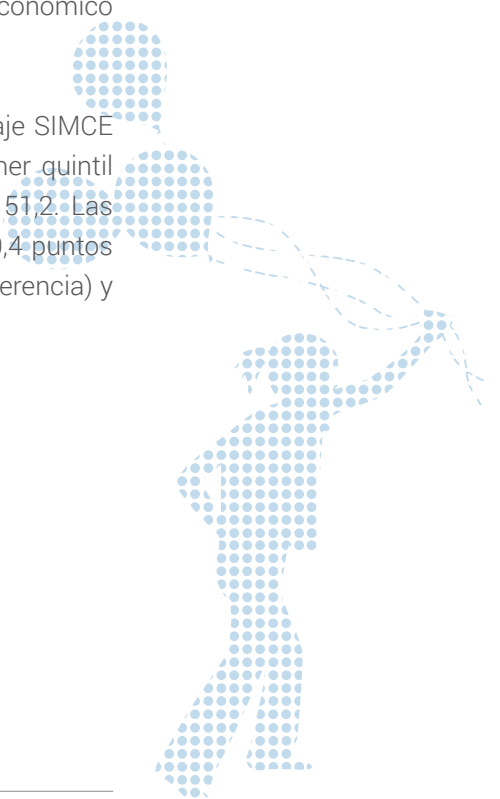 conómico
aje SIMCE
ner quintil
51,2. Las
,4 puntos
erencia) y